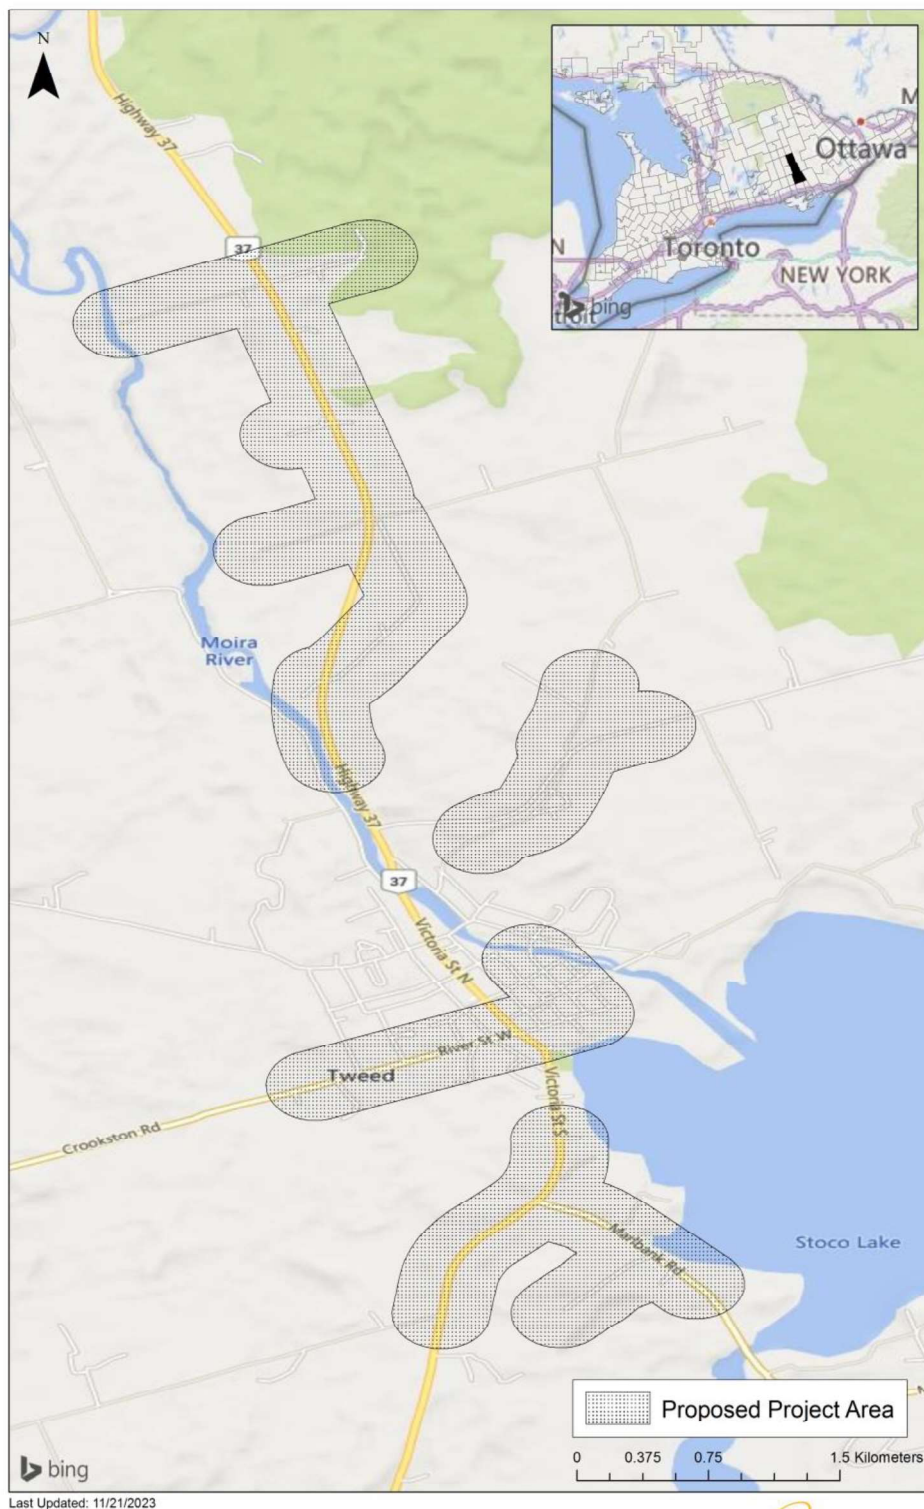 N
Highway 37
37
M
Ottawa
Toronto
N
NEW YORK
bing
troit
Moira
River
Highway 37
37
Victoria St N
River St W
Tweed
Victoria St S
Crookston Rd
Marlbank Rd
Stoco Lake
Proposed Project Area
0 0.375 0.75 1.5 Kilometers
bing
Last Updated: 11/21/2023